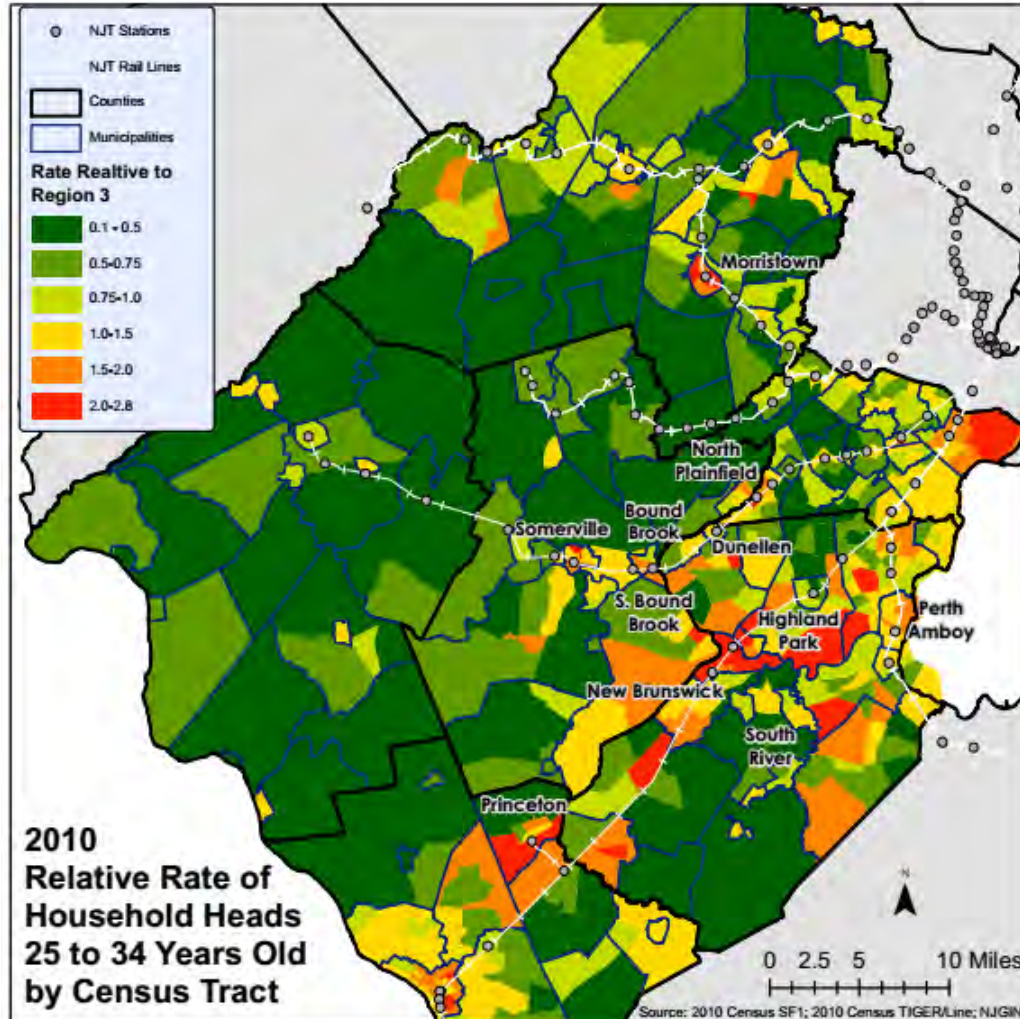 NJT Stations
NJT Rail Lines
Counties
Municipalities
Rate Realtive to
Region 3
0.1 - 0.5
0.5-0.75
0.75-1.0
1.0-1.5
1.5-2.0
2.0-2.8
Morristown
North
Plainfield
Bound
Brook
Somerville
Dunellen
S. Bound
Brook
Highland
Park
Perth
Amboy
New Brunswick
South
River
Princeton
2010
Relative Rate of
Household Heads
25 to 34 Years Old
by Census Tract
N
0 2.5 5 10 Miles
Source: 2010 Census SF1; 2010 Census TIGER/Line; NJGIN